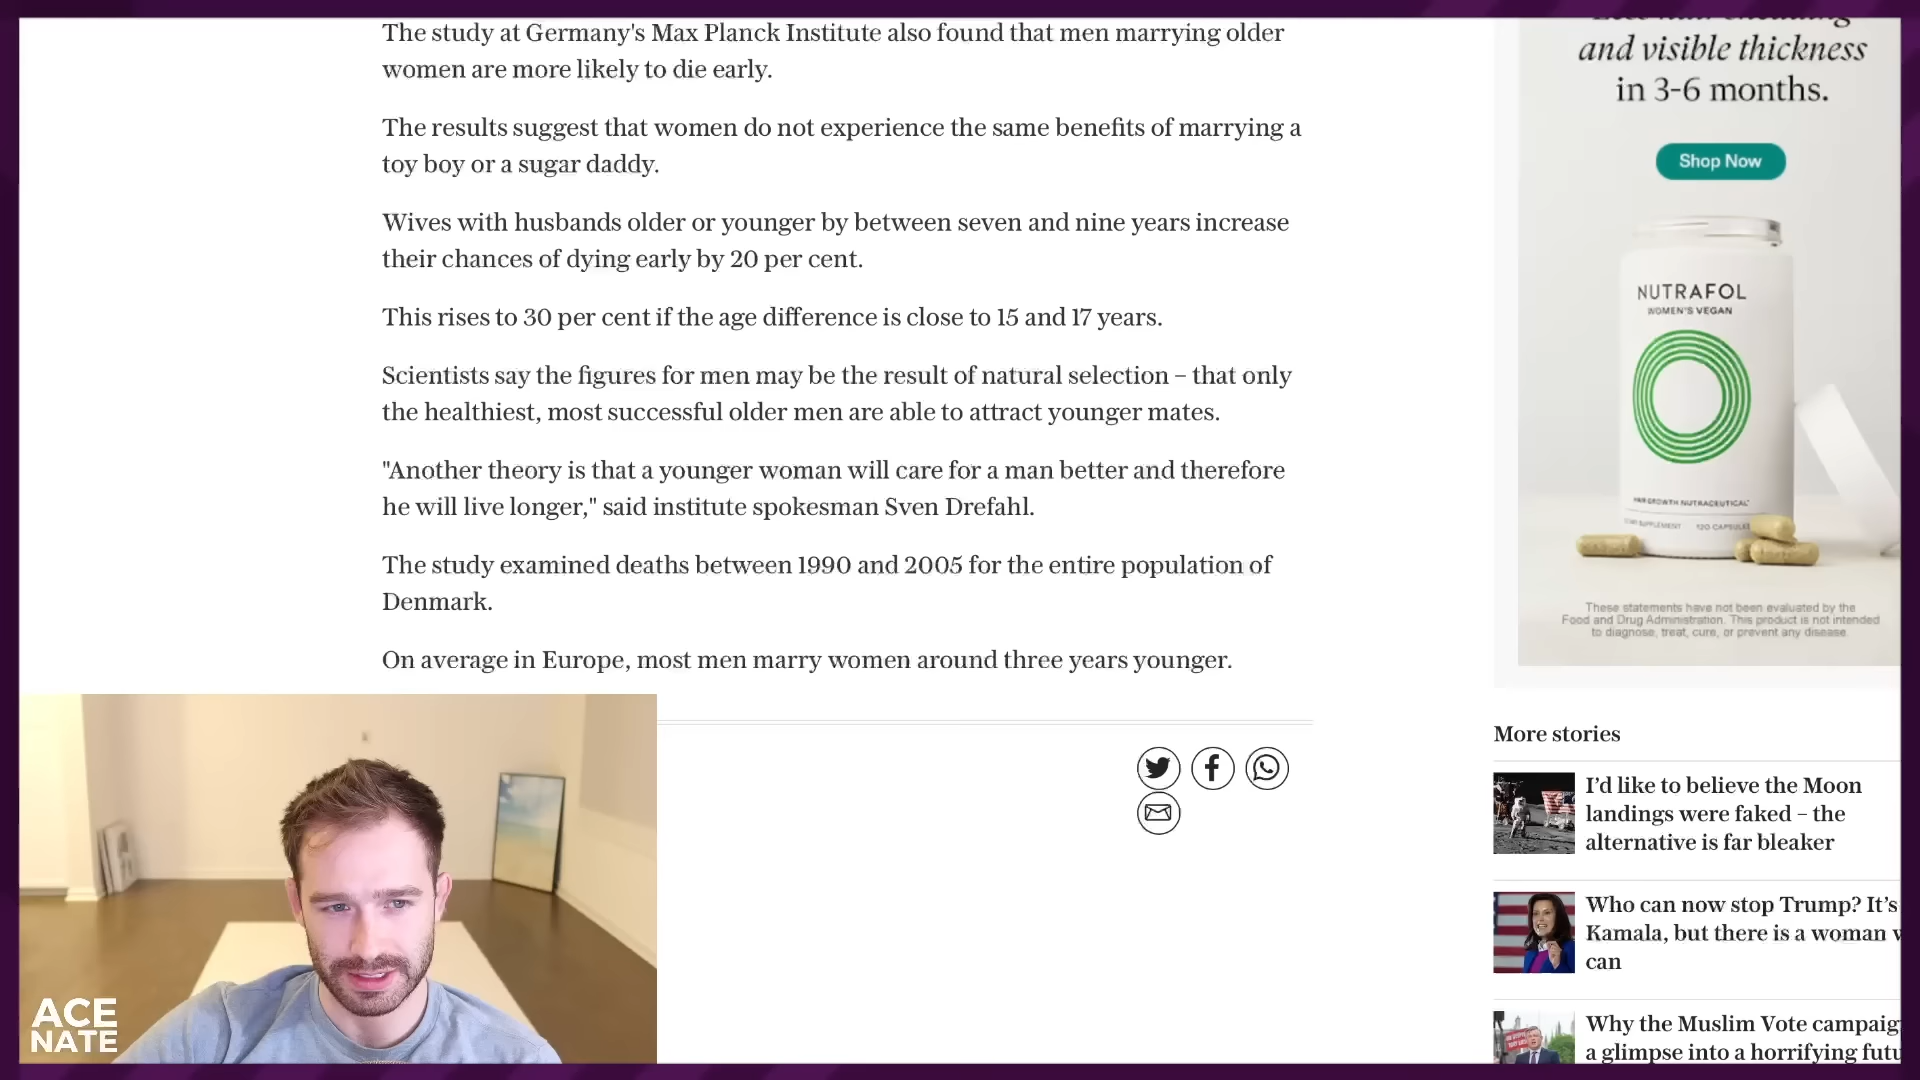 The study at Germany's Max Planck Institute also found that men marrying older
women are more likely to die early.
The results suggest that women do not experience the same benefits of marrying a
toy boy or a sugar daddy.
Wives with husbands older or younger by between seven and nine years increase
their chances of dying early by 20 per cent.
This rises to 30 per cent if the age difference is close to 15 and 17 years.
Scientists say the figures for men may be the result of natural selection – that only
the healthiest, most successful older men are able to attract younger mates.
"Another theory is that a younger woman will care for a man better and therefore
he will live longer," said institute spokesman Sven Drefahl.
The study examined deaths between 1990 and 2005 for the entire population of
Denmark.
On average in Europe, most men marry women around three years younger.
and visible thickness
in 3-6 months.
Shop Now
NUTRAFOL
WOMEN'S VEGAN
HAIR GROWTH NUTRACEUTICAL
SUPPLEMENT 120 CAPSULES
These statements have not been evaluated by the
Food and Drug Administration. This product is not intended
to diagnose, treat, cure, or prevent any disease.
More stories
I'd like to believe the Moon
landings were faked – the
alternative is far bleaker
Who can now stop Trump? It's
Kamala, but there is a woman
can
Why the Muslim Vote campaig
a glimpse into a horrifying futu
ACE
NATE